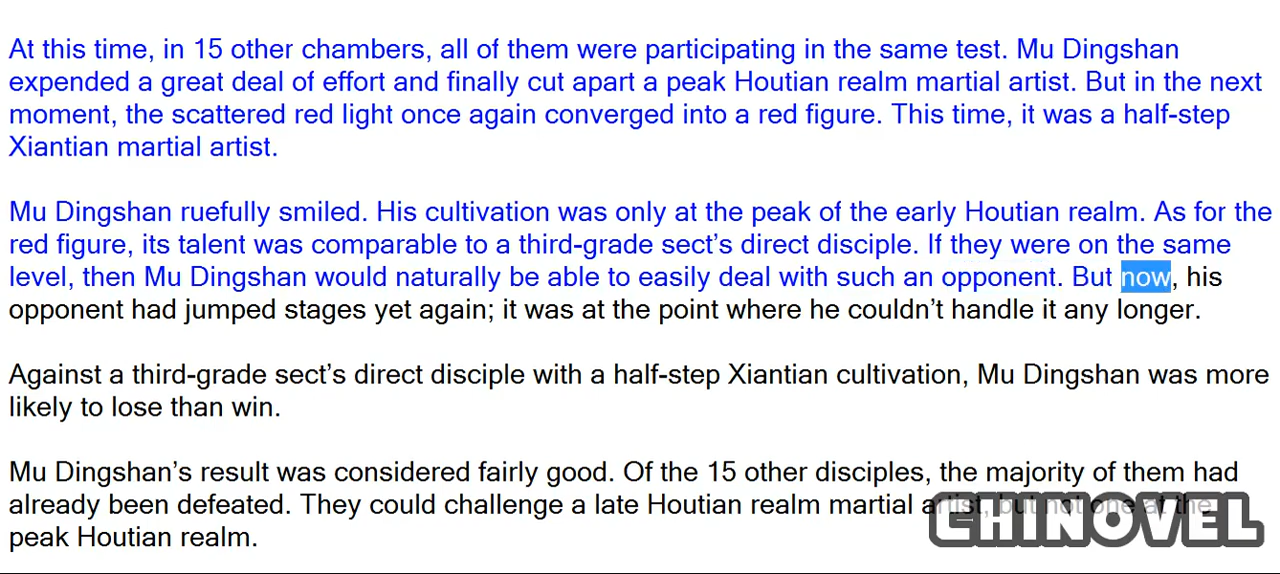 At this time, in 15 other chambers, all of them were participating in the same test. Mu Dingshan
expended a great deal of effort and finally cut apart a peak Houtian realm martial artist. But in the next
moment, the scattered red light once again converged into a red figure. This time, it was a half-step
Xiantian martial artist.
Mu Dingshan ruefully smiled. His cultivation was only at the peak of the early Houtian realm. As for the
red figure, its talent was comparable to a third-grade sect’s direct disciple. If they were on the same
level, then Mu Dingshan would naturally be able to easily deal with such an opponent. But now, his
opponent had jumped stages yet again; it was at the point where he couldn’t handle it any longer.
Against a third-grade sect’s direct disciple with a half-step Xiantian cultivation, Mu Dingshan was more
likely to lose than win.
Mu Dingshan’s result was considered fairly good. Of the 15 other disciples, the majority of them had
already been defeated. They could challenge a late Houtian realm martial artist, but not one at the
peak Houtian realm.
CHINOVEL